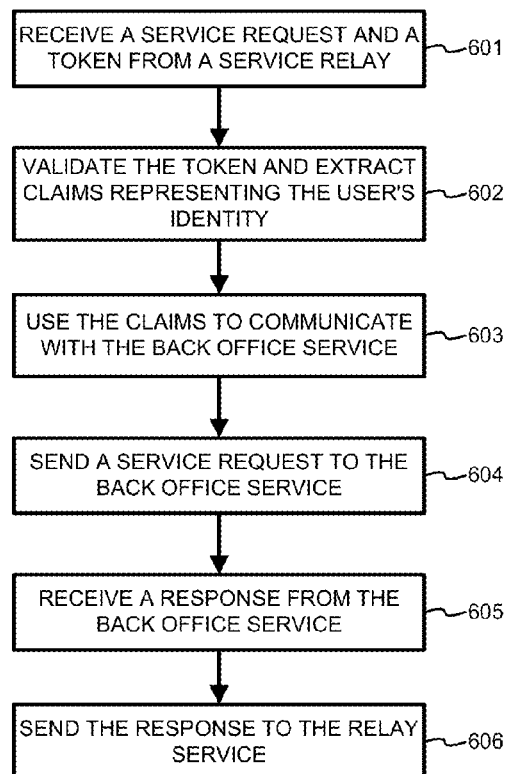 RECEIVE A SERVICE REQUEST AND A
TOKEN FROM A SERVICE RELAY
601
VALIDATE THE TOKEN AND EXTRACT
CLAIMS REPRESENTING THE USER'S
IDENTITY
602
USE THE CLAIMS TO COMMUNICATE
WITH THE BACK OFFICE SERVICE
603
SEND A SERVICE REQUEST TO THE
BACK OFFICE SERVICE
604
RECEIVE A RESPONSE FROM THE
BACK OFFICE SERVICE
605
SEND THE RESPONSE TO THE RELAY
SERVICE
606